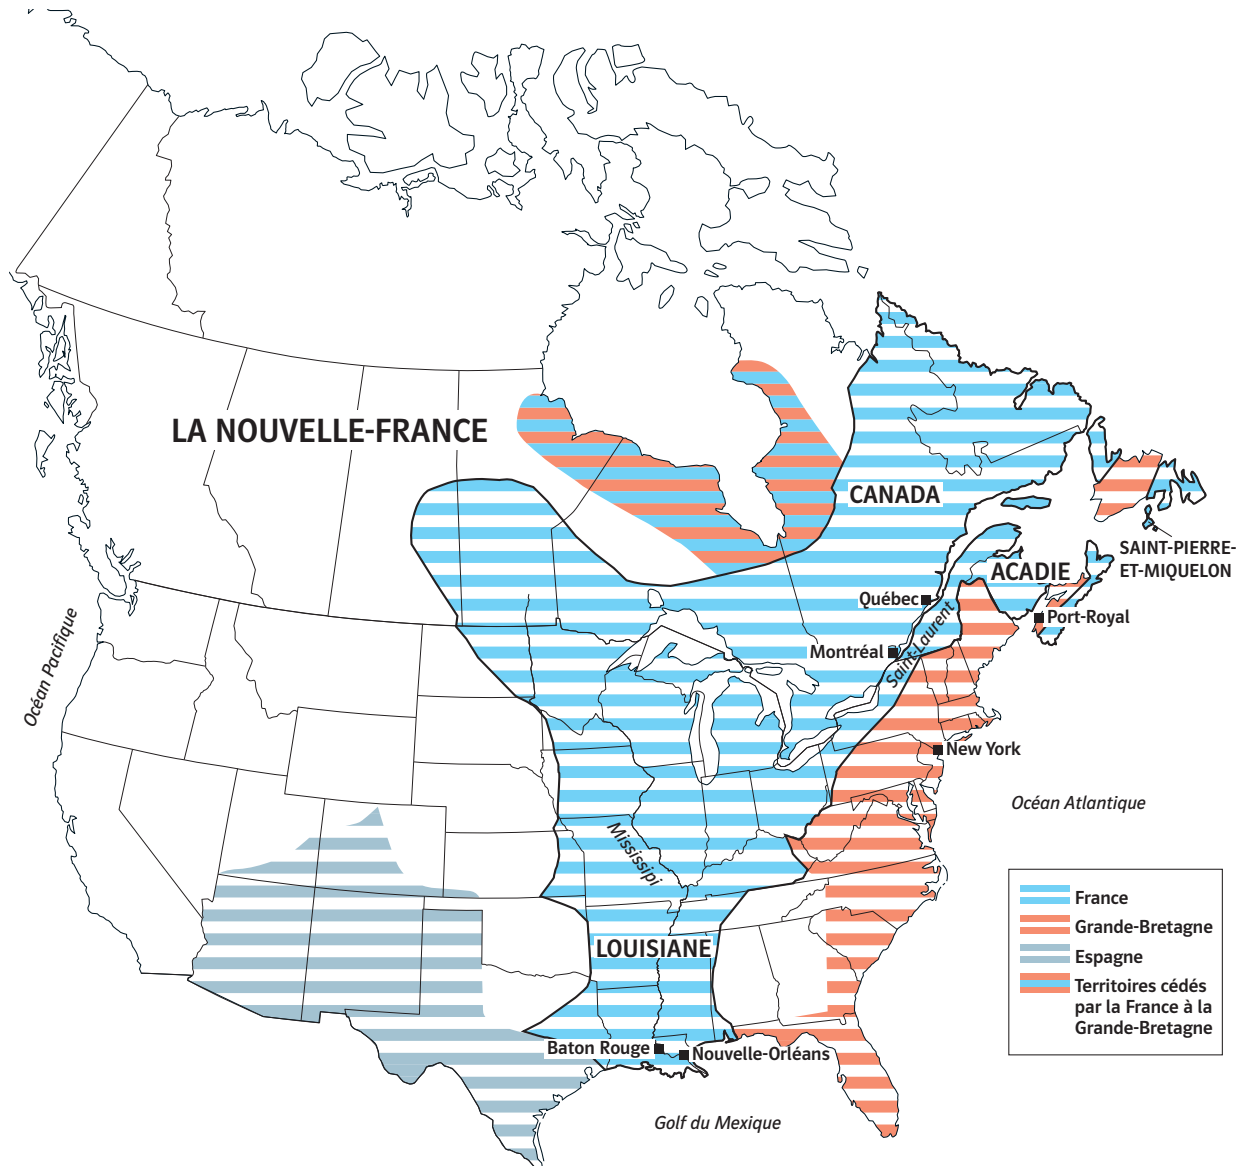 LA NOUVELLE-FRANCE
CANADA
SAINT-PIERRE-
ET-MIQUELON
ACADIE
Québec
Port-Royal
Saint-Laurent
Montréal
Océan Pacifique
New York
Océan Atlantique
Mississipi
LOUISIANE
Baton Rouge
Nouvelle-Orléans
Golf du Mexique
France
Grande-Bretagne
Espagne
Territoires cédés
par la France à la
Grande-Bretagne